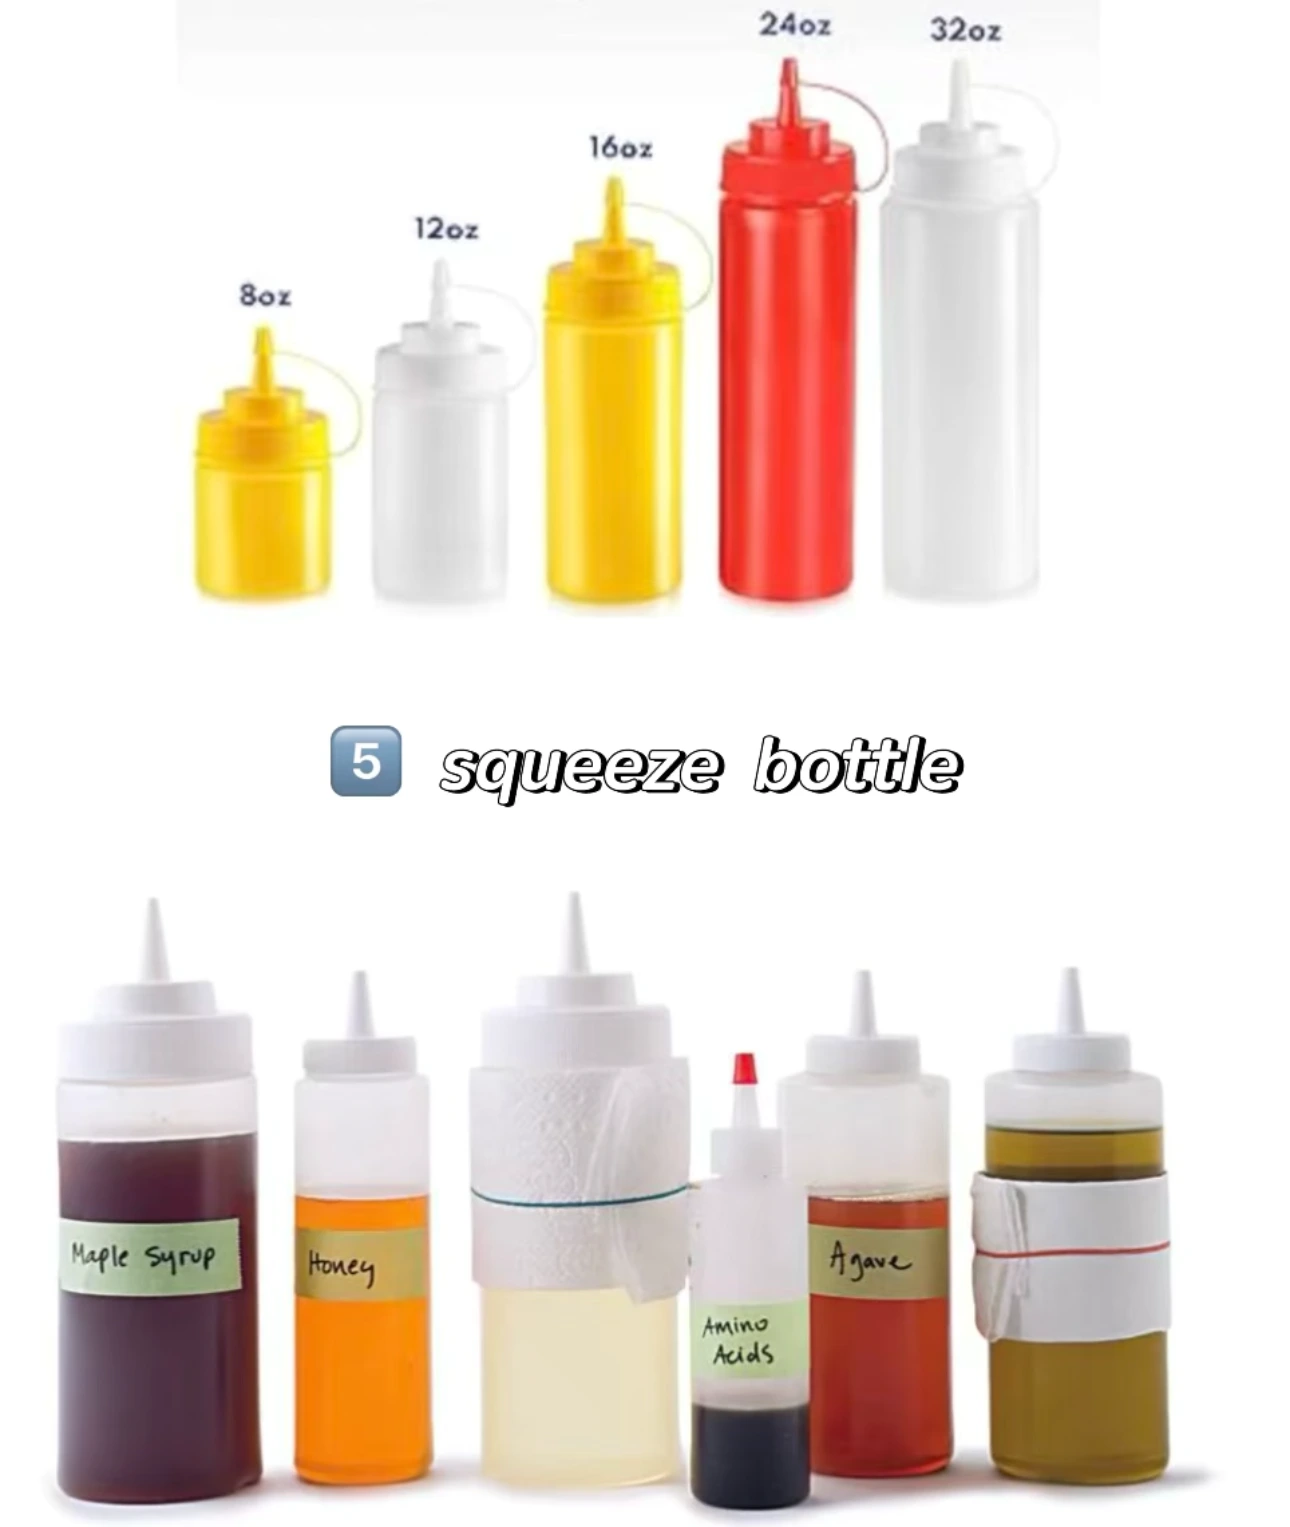 24oz 32oz
16oz
12oz
8oz
5 squeeze bottle
Maple Syrup
Honey
Agave
Amino
Acids